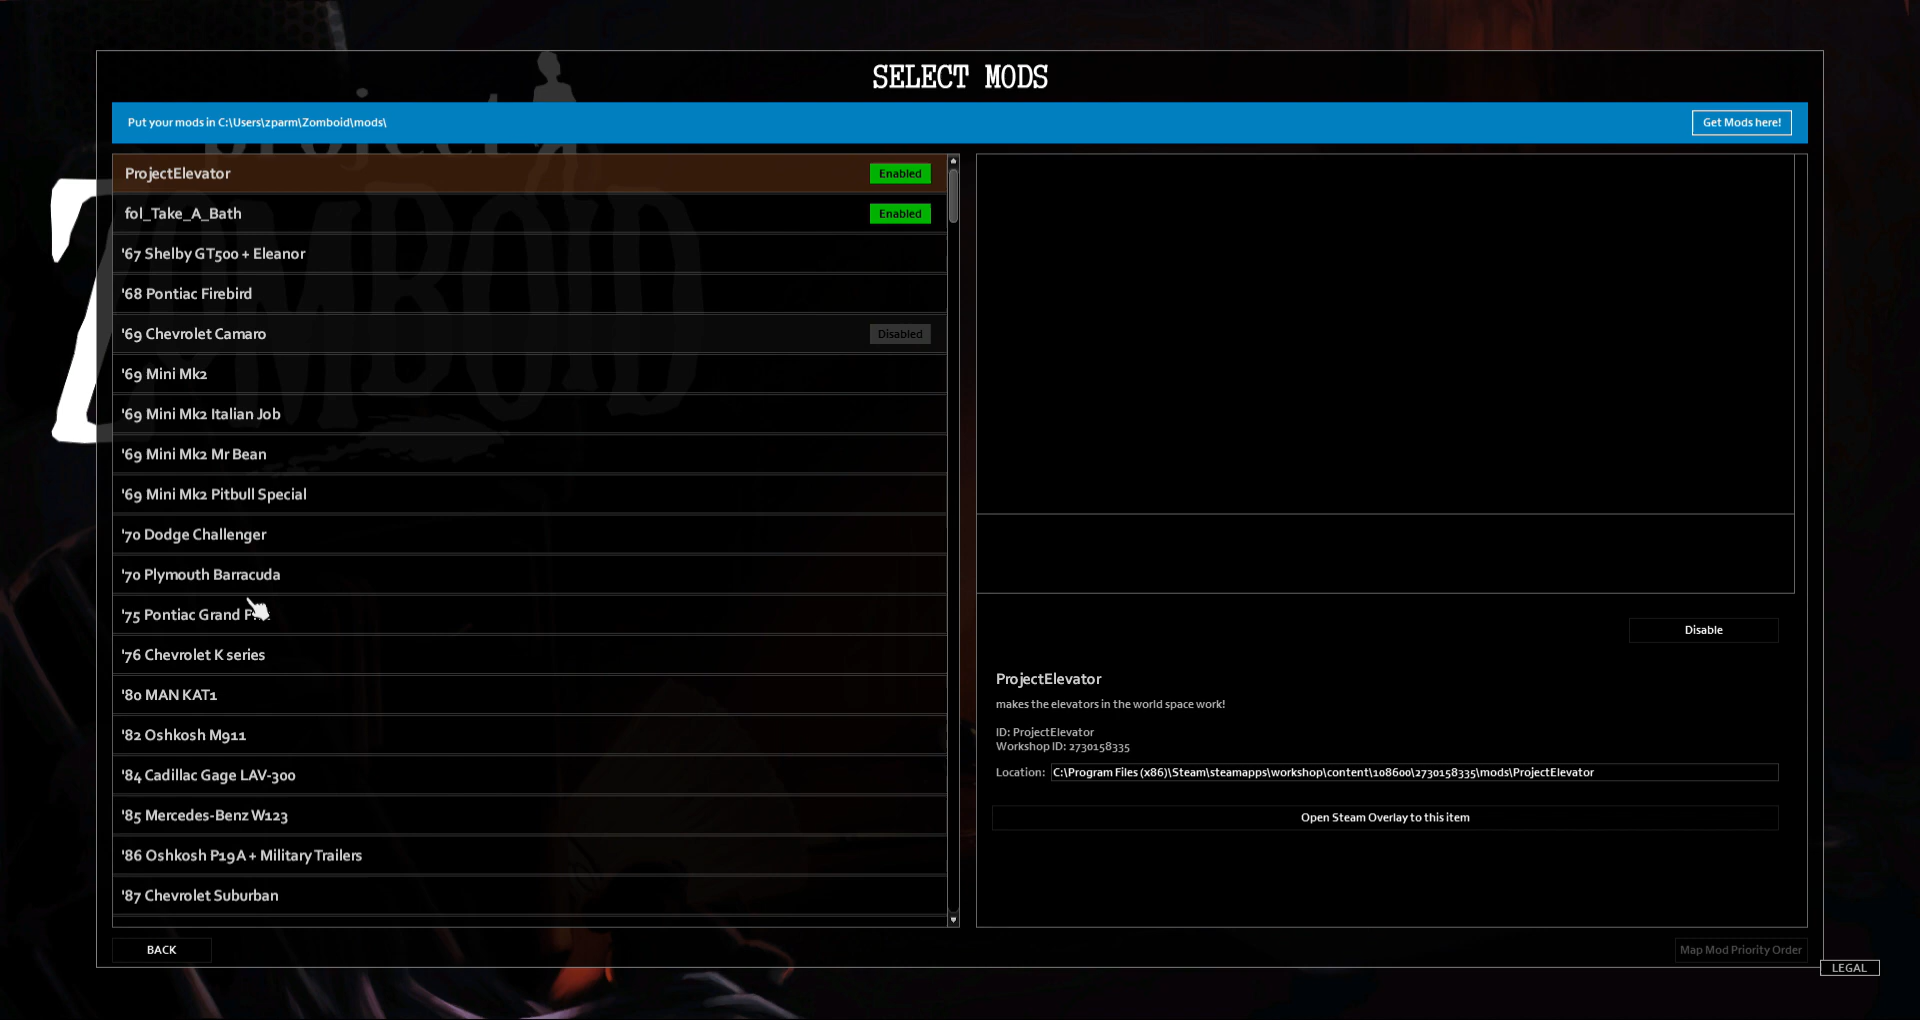 SELECT MODS
Put your mods in C:\Users\zparm\Zomboid\mods\
Get Mods here!
project
ZOMBOID
ProjectElevator
Enabled
fol_Take_A_Bath
Enabled
'67 Shelby GT500 + Eleanor
'68 Pontiac Firebird
'69 Chevrolet Camaro
Disabled
'69 Mini Mk2
'69 Mini Mk2 Italian Job
'69 Mini Mk2 Mr Bean
'69 Mini Mk2 Pitbull Special
'70 Dodge Challenger
'70 Plymouth Barracuda
'75 Pontiac Grand
'76 Chevrolet K series
'80 MAN KAT1
'82 Oshkosh M911
'84 Cadillac Gage LAV-300
'85 Mercedes-Benz W123
'86 Oshkosh P19A + Military Trailers
'87 Chevrolet Suburban
Disable
ProjectElevator
makes the elevators in the world space work!
ID: ProjectElevator
Workshop ID: 2730158335
Location: C:\Program Files (x86)\Steam\steamapps\workshop\content\108600\2730158335\mods\ProjectElevator
Open Steam Overlay to this item
BACK
Map Mod Priority Order
LEGAL